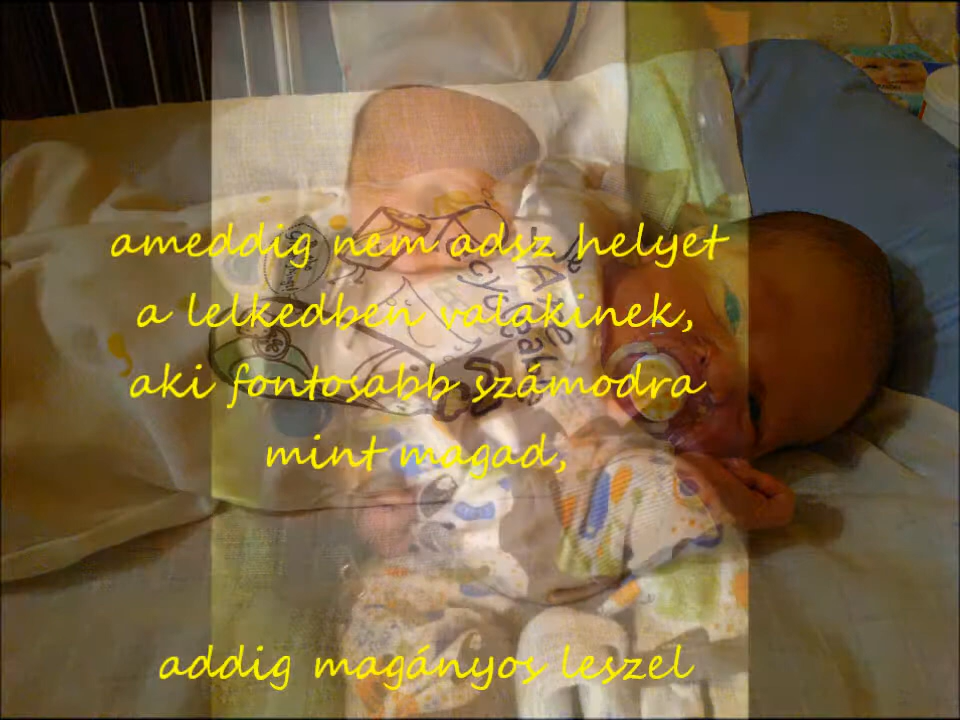 ameddig nem adsz helyet
a lelkedben valakinek,
aki fontosabb számodra
mint magad,
addig magányos leszel